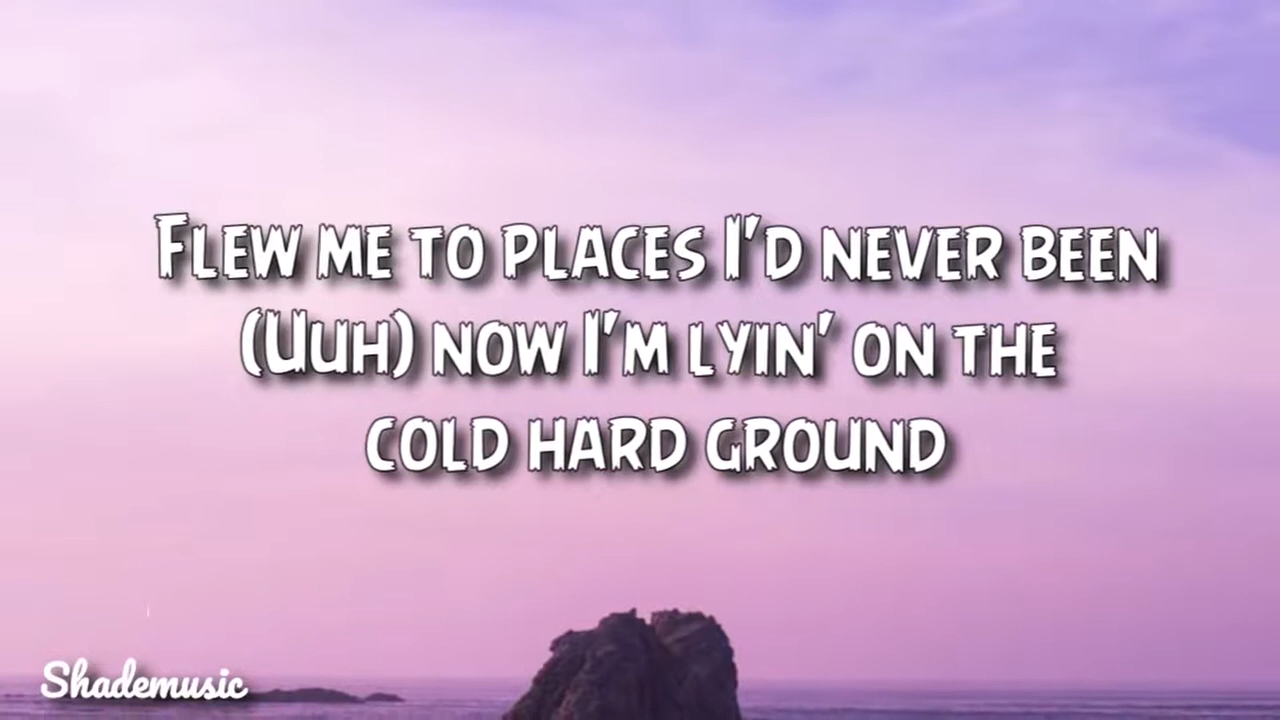 Flew me to places I'd never been
(Uuh) now I'm lyin' on the
cold hard ground
Shademusic